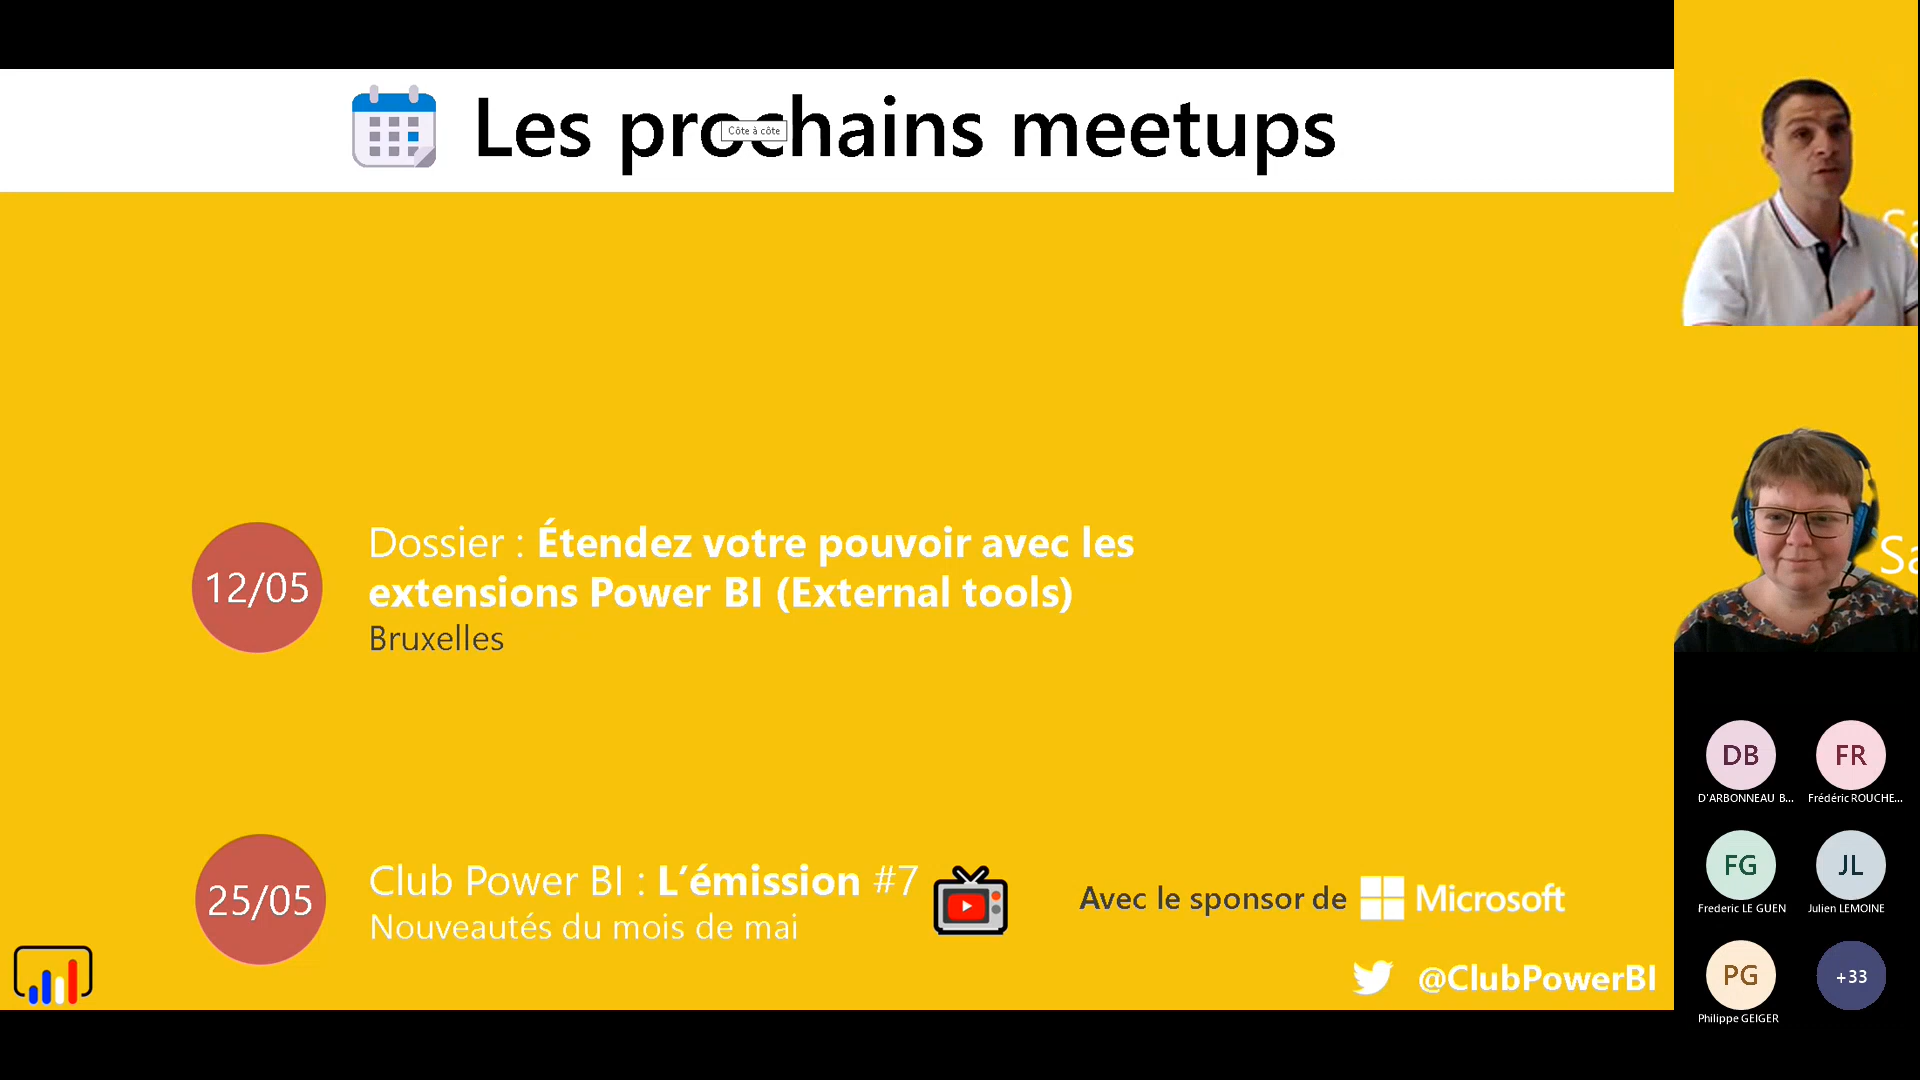 Les prochains meetups
Côte à côte
12/05
Dossier : Étendez votre pouvoir avec les
extensions Power BI (External tools)
Bruxelles
25/05
Club Power BI : L'émission #7
Nouveautés du mois de mai
Avec le sponsor de Microsoft
@ClubPowerBI
Sa
Sa
DB
D'ARBONNEAU B...
FR
Frédéric ROUCHE...
FG
Frederic LE GUEN
JL
Julien LEMOINE
PG
Philippe GEIGER
+33